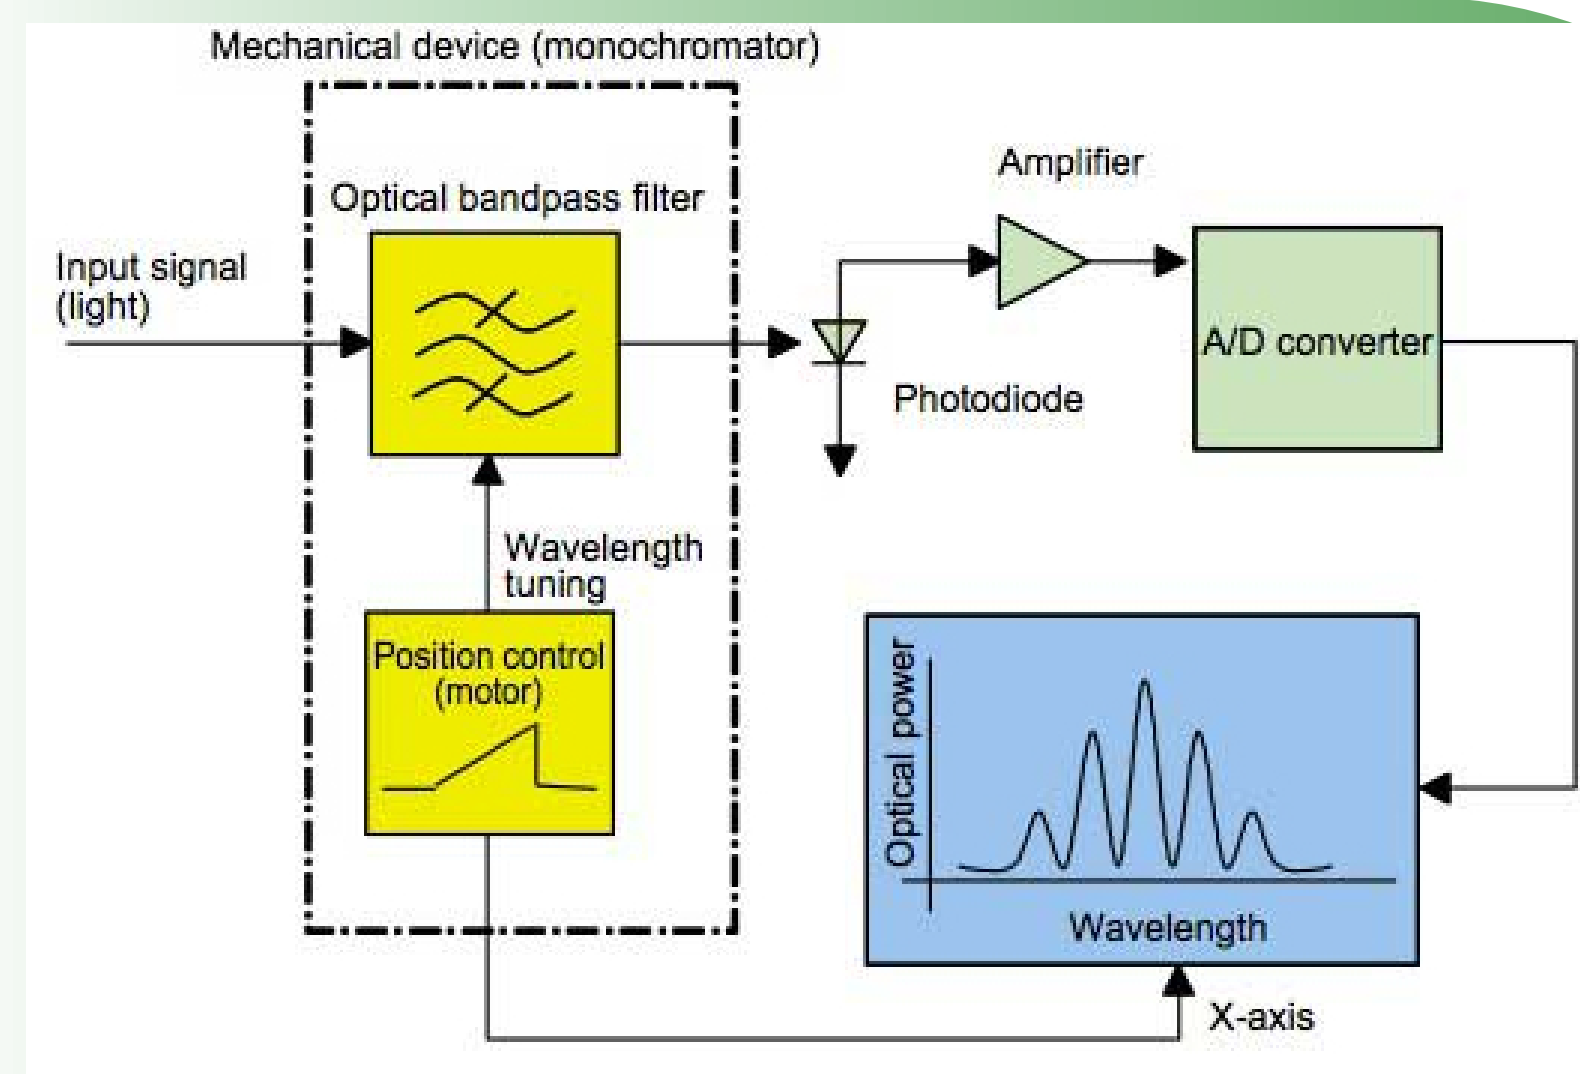 Mechanical device (monochromator)
Optical bandpass filter
Input signal
(light)
Amplifier
A/D converter
Photodiode
Wavelength
tuning
Position control
(motor)
Optical power
Wavelength
X-axis